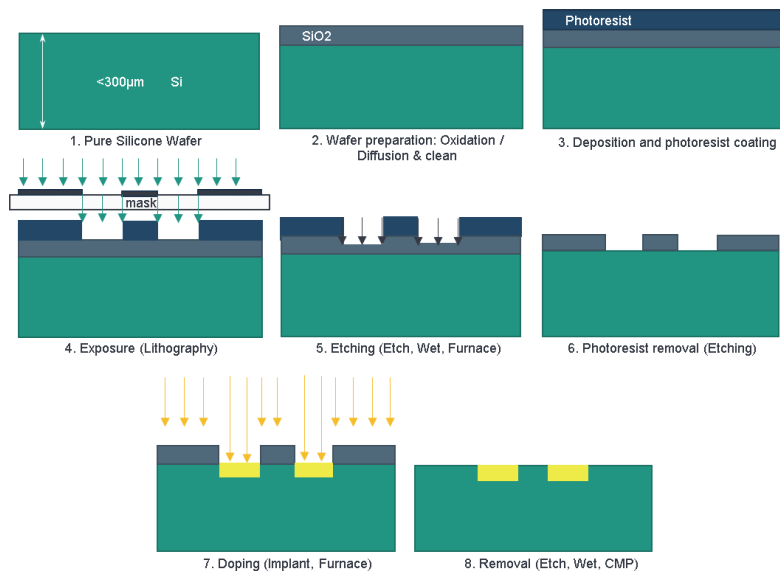 <300µm Si
1. Pure Silicone Wafer
SiO2
2. Wafer preparation: Oxidation /
Diffusion & clean
Photoresist
3. Deposition and photoresist coating
mask
4. Exposure (Lithography)
5. Etching (Etch, Wet, Furnace)
6. Photoresist removal (Etching)
7. Doping (Implant, Furnace)
8. Removal (Etch, Wet, CMP)